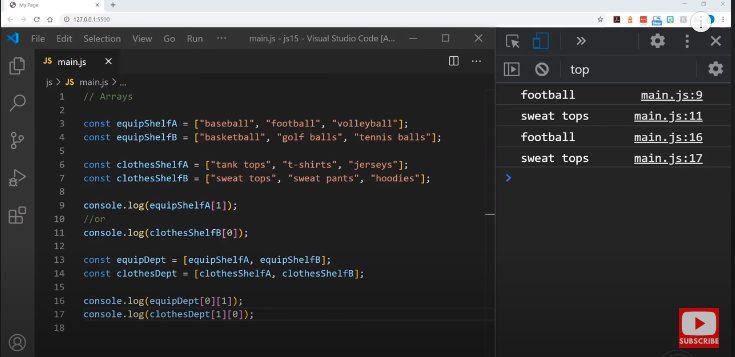 My Page
127.0.0.1:5500
File Edit Selection View Go Run ··· main.js - js15 - Visual Studio Code [A...
JS main.js
js > JS main.js > ...
1 // Arrays
2
3 const equipShelfA = ["baseball", "football", "volleyball"];
4 const equipShelfB = ["basketball", "golf balls", "tennis balls"];
5
6 const clothesShelfA = ["tank tops", "t-shirts", "jerseys"];
7 const clothesShelfB = ["sweat tops", "sweat pants", "hoodies"];
8
9 console.log(equipShelfA[1]);
10 //or
11 console.log(clothesShelfB[0]);
12
13 const equipDept = [equipShelfA, equipShelfB];
14 const clothesDept = [clothesShelfA, clothesShelfB];
15
16 console.log(equipDept[0][1]);
17 console.log(clothesDept[1][0]);
18
top
football main.js:9
sweat tops main.js:11
football main.js:16
sweat tops main.js:17
SUBSCRIBE